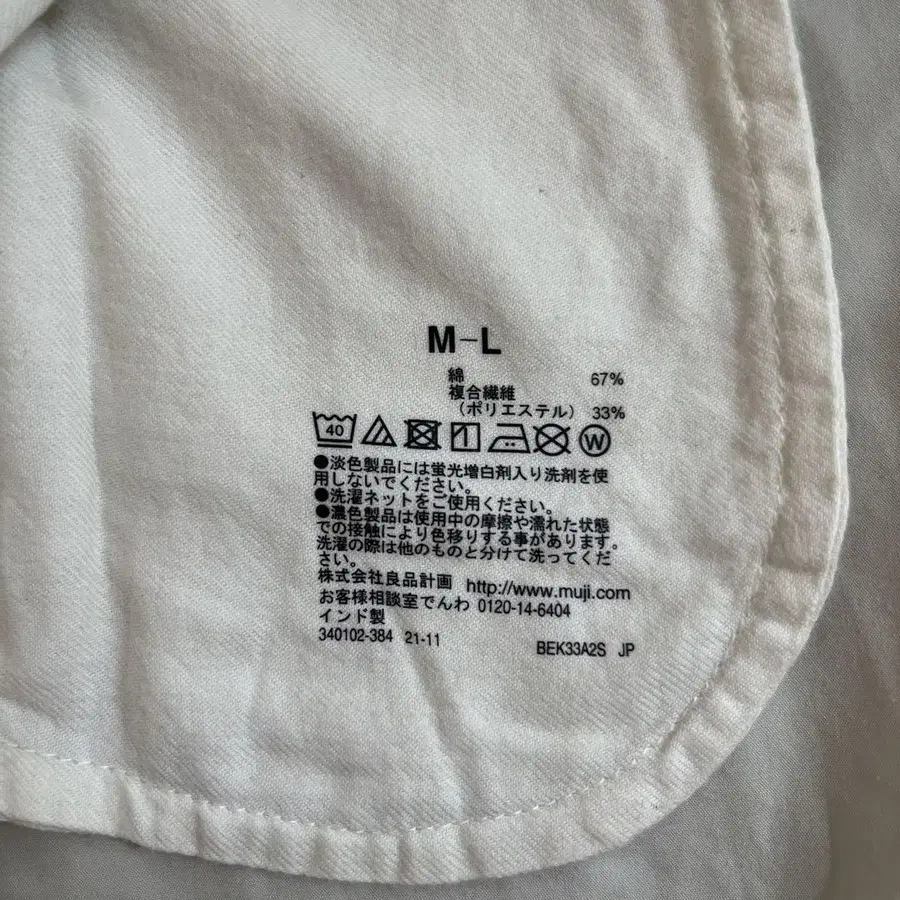 M-L
綿 67%
複合繊維
(ポリエステル) 33%
40
W
●淡色製品には蛍光増白剤入り洗剤を使
用しないでください。
●洗濯ネットをご使用ください。
●濃色製品は使用中の摩擦や濡れた状態
での接触により色移りする事があります。
洗濯の際は他のものと分けて洗ってくだ
さい。
株式会社良品計画 http://www.muji.com
お客様相談室でんわ 0120-14-6404
インド製
340102-384 21-11 BEK33A2S JP